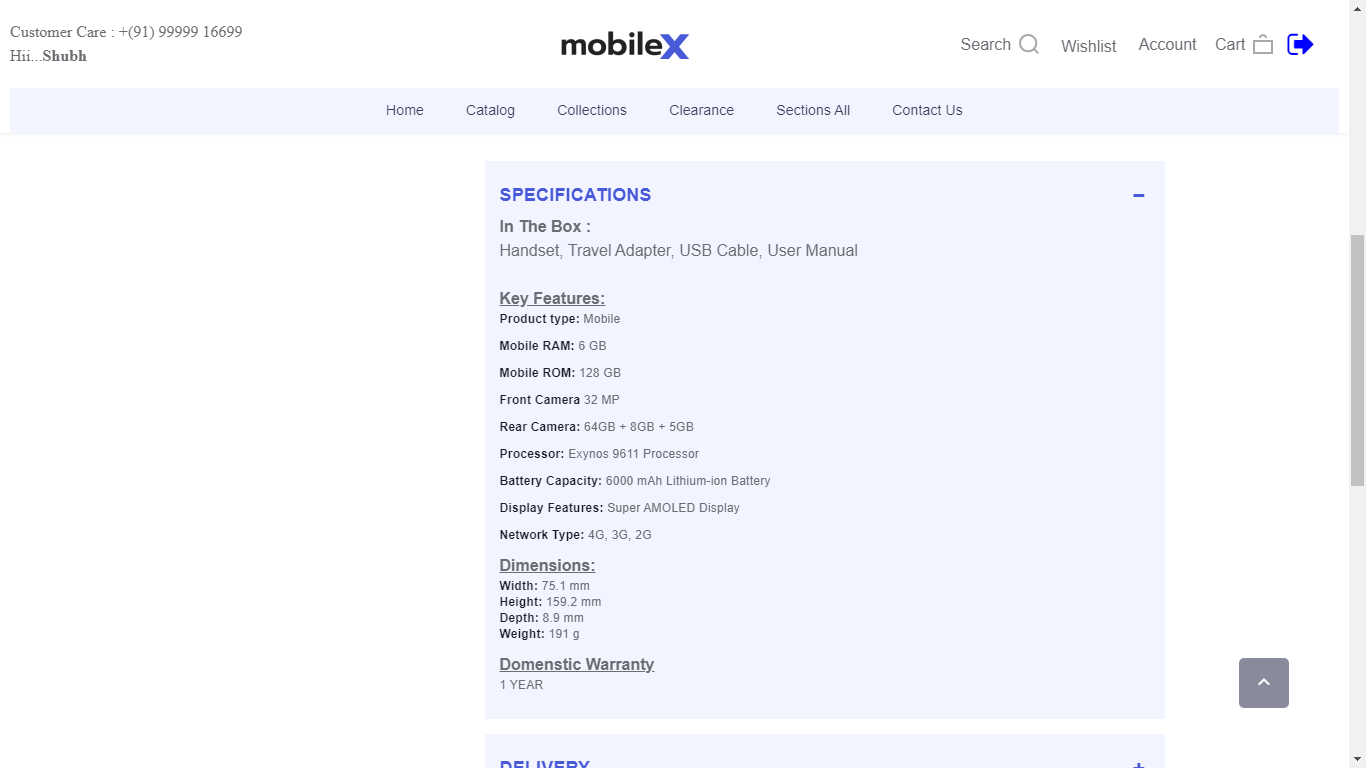 Customer Care : +(91) 99999 16699
Hii...Shubh
mobileX
Search
Wishlist
Account
Cart
Home
Catalog
Collections
Clearance
Sections All
Contact Us
SPECIFICATIONS
In The Box :
Handset, Travel Adapter, USB Cable, User Manual
Key Features:
Product type: Mobile
Mobile RAM: 6 GB
Mobile ROM: 128 GB
Front Camera 32 MP
Rear Camera: 64GB + 8GB + 5GB
Processor: Exynos 9611 Processor
Battery Capacity: 6000 mAh Lithium-ion Battery
Display Features: Super AMOLED Display
Network Type: 4G, 3G, 2G
Dimensions:
Width: 75.1 mm
Height: 159.2 mm
Depth: 8.9 mm
Weight: 191 g
Domenstic Warranty
1 YEAR
DELIVERY